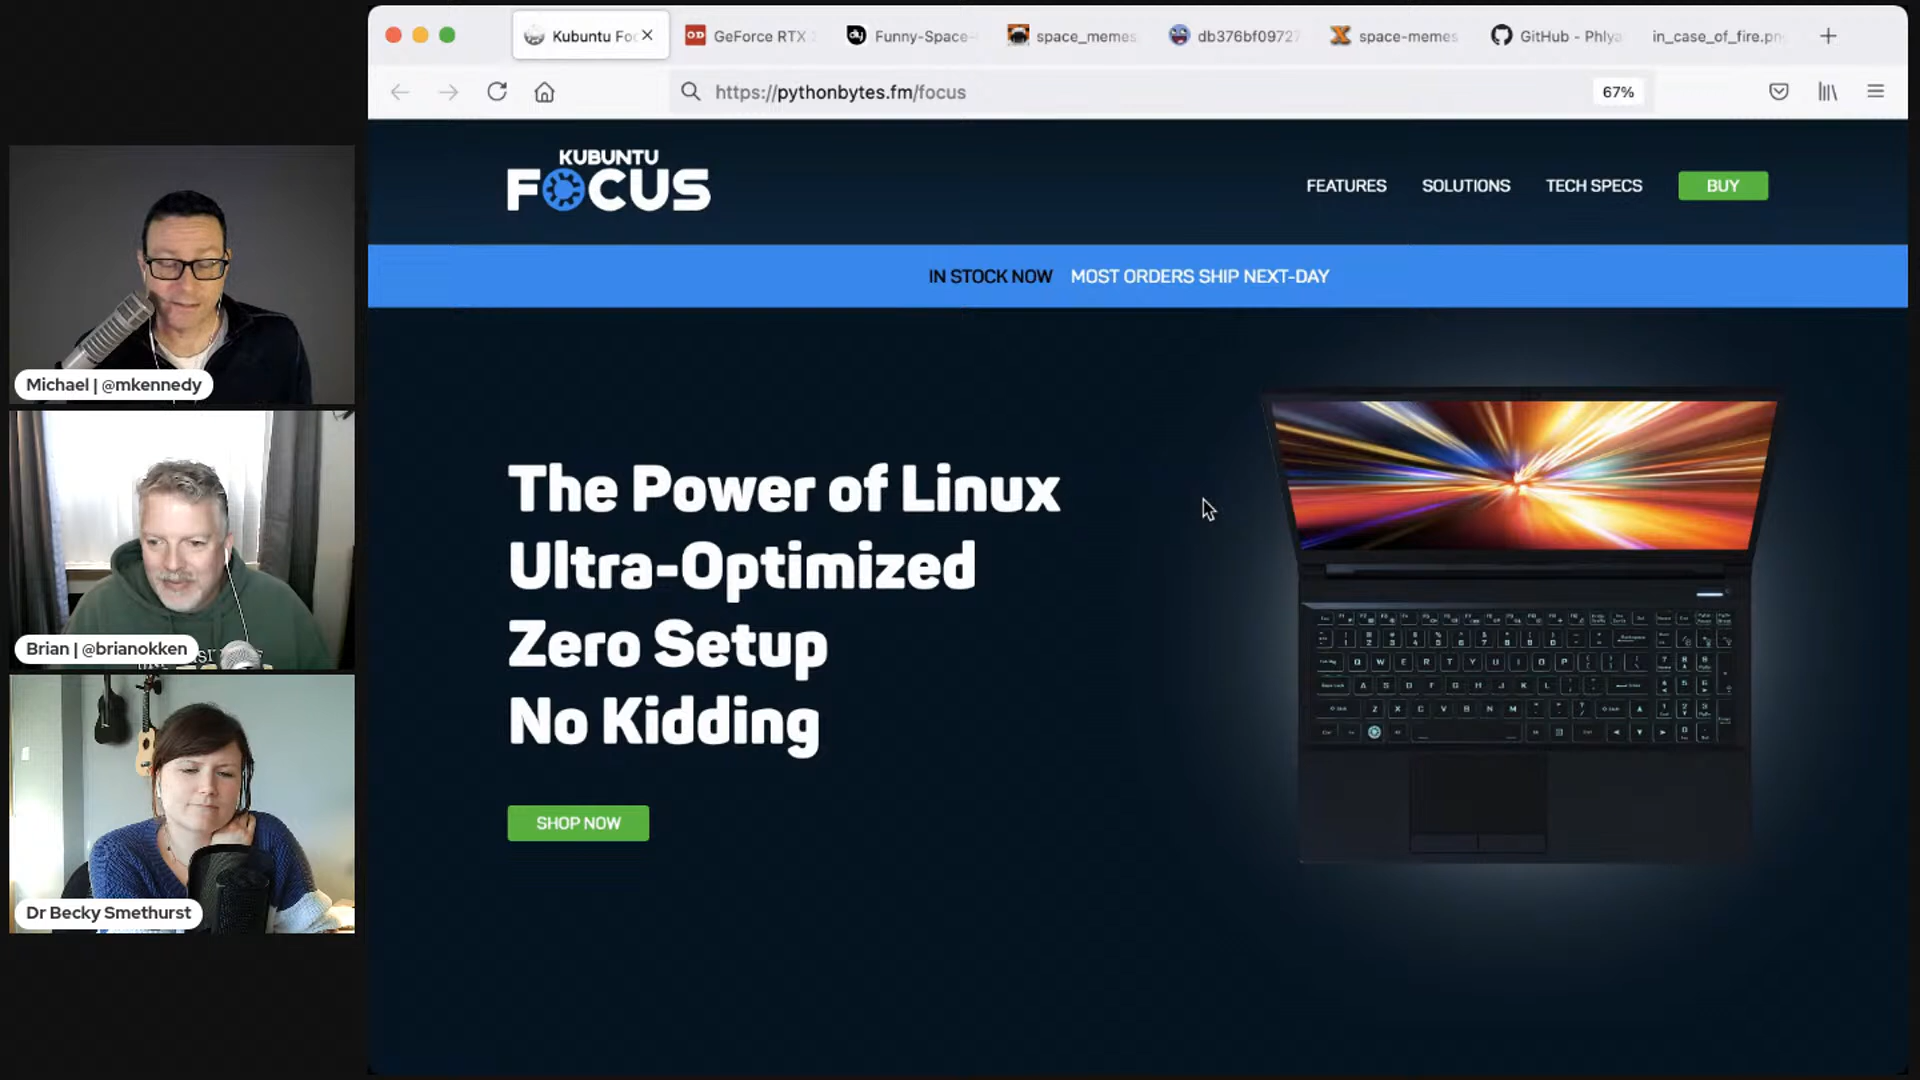 Kubuntu Fo
GeForce RTX
Funny-Space-
space_memes
db376bf09727
space-memes
GitHub - Phlya
in_case_of_fire.pn
https://pythonbytes.fm/focus
67%
KUBUNTU
FOCUS
FEATURES
SOLUTIONS
TECH SPECS
BUY
IN STOCK NOW MOST ORDERS SHIP NEXT-DAY
The Power of Linux
Ultra-Optimized
Zero Setup
No Kidding
SHOP NOW
Michael | @mkennedy
Brian | @brianokken
Dr Becky Smethurst